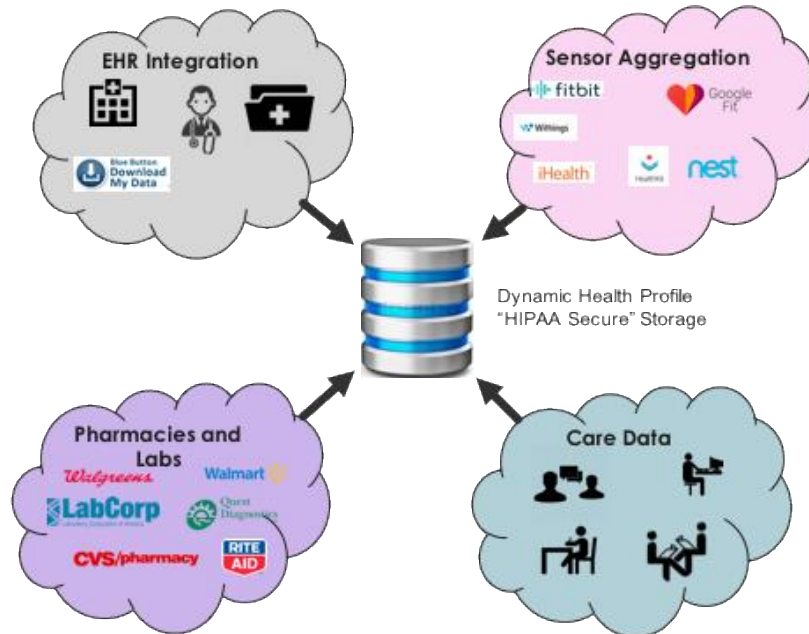 EHR Integration
Blue Button
Download
My Data
Sensor Aggregation
fitbit
Google
Fit
Withings
iHealth
nest
Dynamic Health Profile
“HIPAA Secure” Storage
Pharmacies and
Labs
Walgreens
Walmart
LabCorp
Quest
Diagnostics
CVS/pharmacy
RITE
AID
Care Data